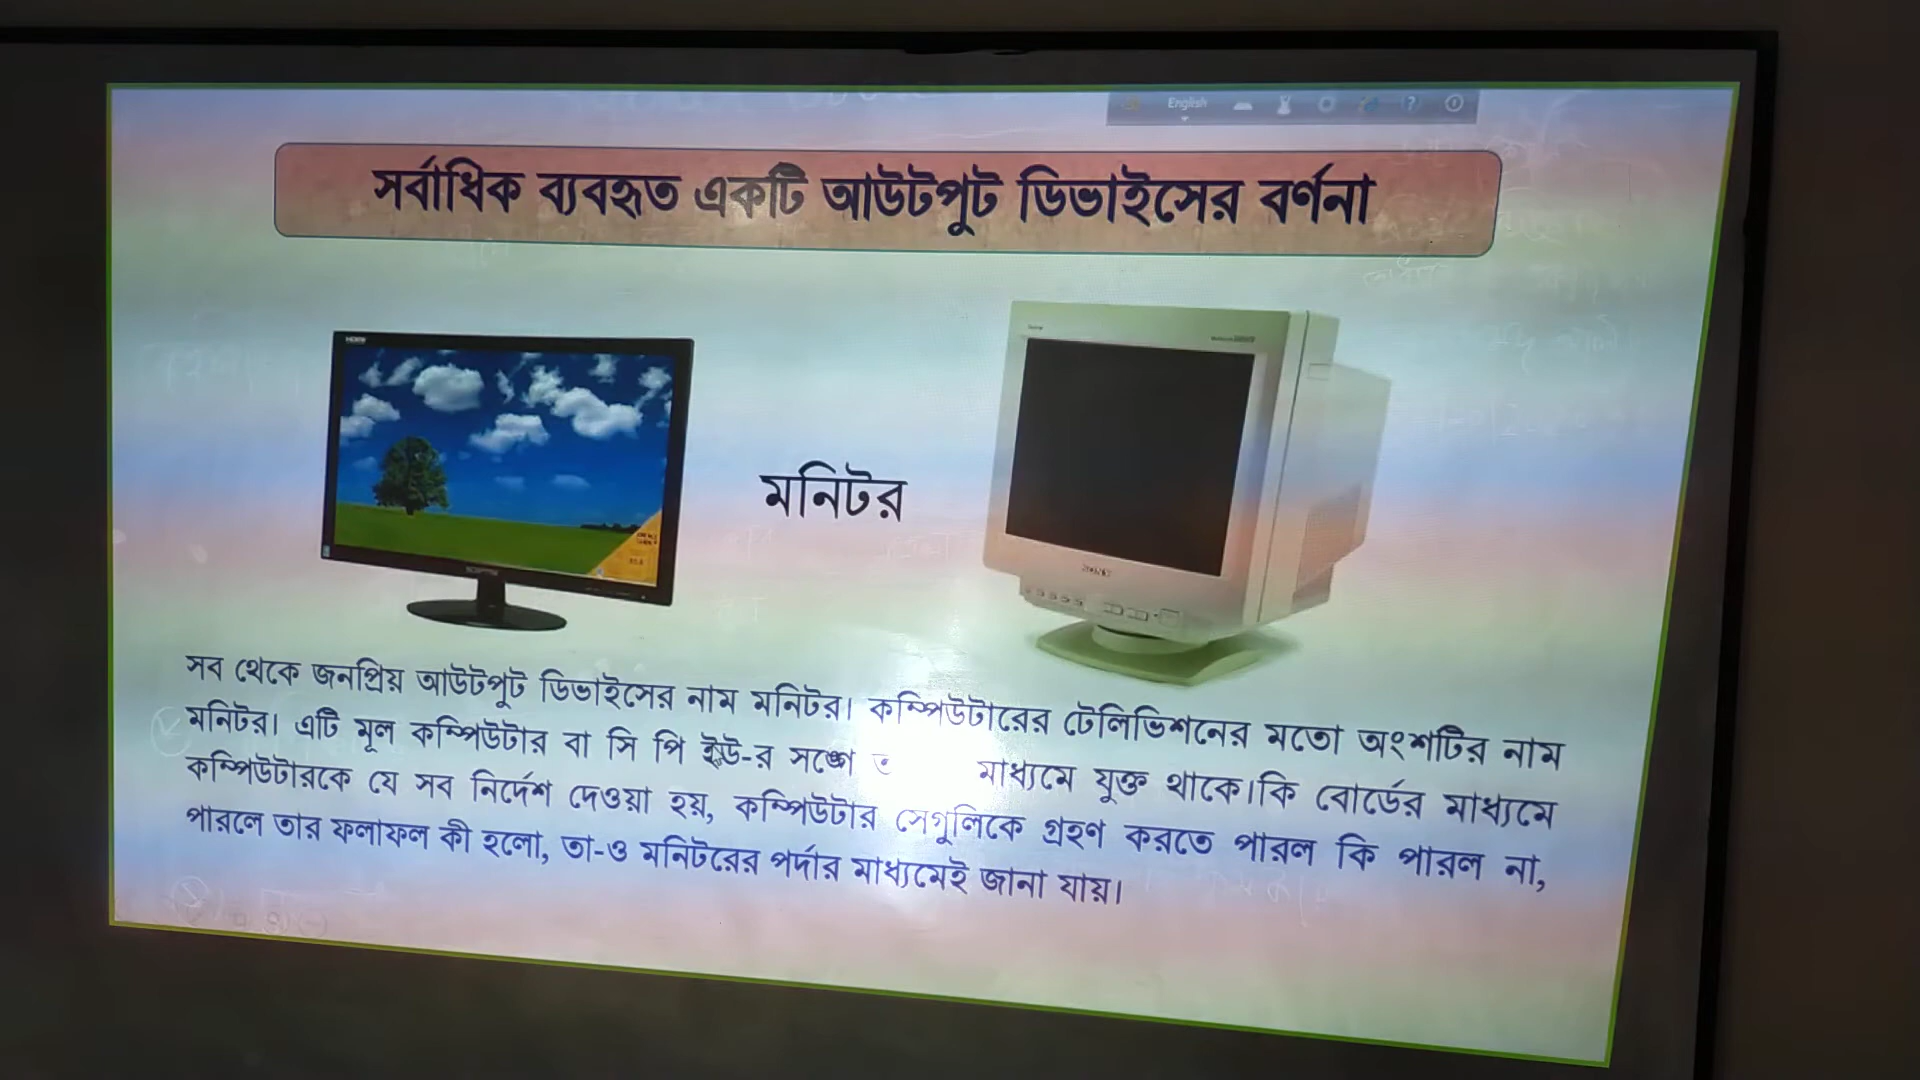 English
সর্বাধিক ব্যবহৃত একটি আউটপুট ডিভাইসের বর্ণনা
HDMI
মনিটর
SONY
সব থেকে জনপ্রিয় আউটপুট ডিভাইসের নাম মনিটর। কম্পিউটারের টেলিভিশনের মতো অংশটির নাম
মনিটর। এটি মূল কম্পিউটার বা সি পি ইউ-র সঙ্গে মাধ্যমে যুক্ত থাকে।কি বোর্ডের মাধ্যমে
কম্পিউটারকে যে সব নির্দেশ দেওয়া হয়, কম্পিউটার সেগুলিকে গ্রহণ করতে পারল কি পারল না,
পারলে তার ফলাফল কী হলো, তা-ও মনিটরের পর্দার মাধ্যমেই জানা যায়।